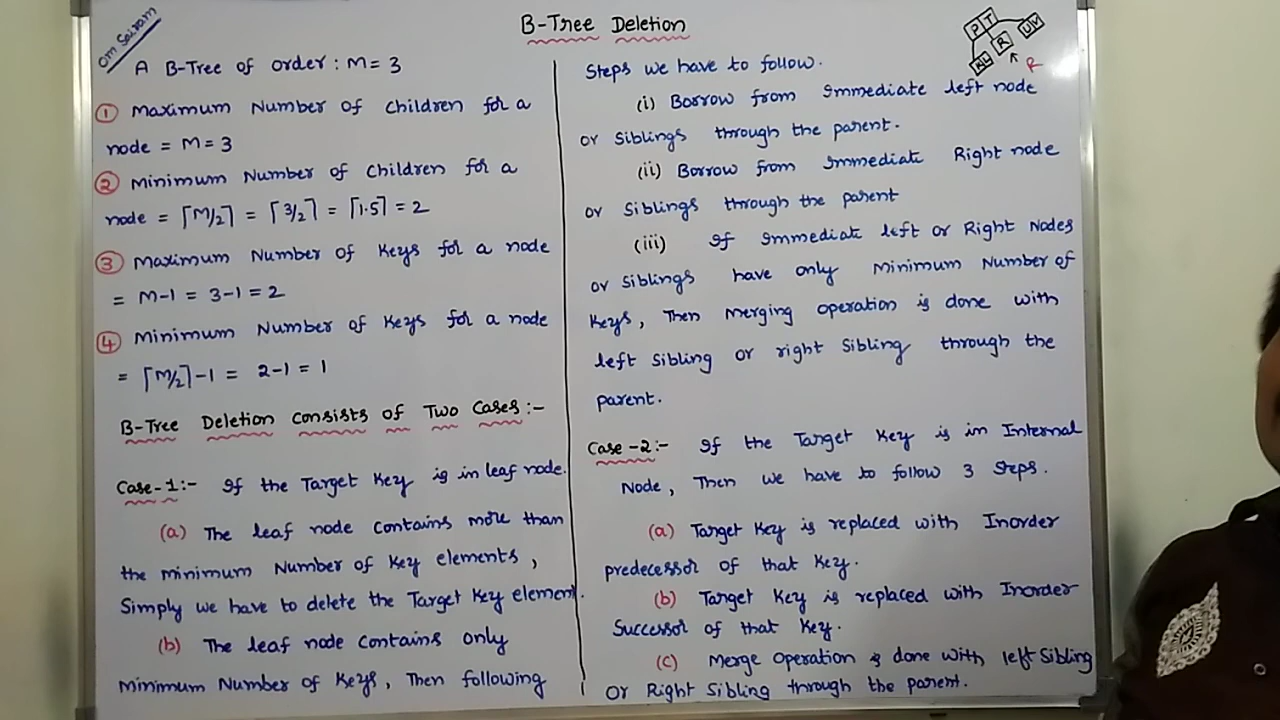 Om Sairam
B-Tree Deletion
A B-Tree of order : M = 3
① Maximum Number of children for a
node = M = 3
② Minimum Number of Children for a
node = ⌈M/2⌉ = ⌈3/2⌉ = ⌈1.5⌉ = 2
③ Maximum Number of Keys for a node
= M-1 = 3-1 = 2
④ Minimum Number of Keys for a node
= ⌈M/2⌉-1 = 2-1 = 1
B-Tree Deletion consists of Two Cases:-
Case-1:- If the Target Key is in leaf node.
(a) The leaf node contains more than
the minimum Number of Key elements,
Simply we have to delete the Target Key element.
(b) The leaf node contains only
Minimum Number of Keys, Then following
P T
U V
R
R
Steps we have to follow.
(i) Borrow from Immediate left node
or Siblings through the parent.
(ii) Borrow from Immediate Right node
or Siblings through the parent
(iii) If Immediate left or Right Nodes
or Siblings have only Minimum Number of
Keys, Then Merging operation is done with
left Sibling or right Sibling through the
parent.
Case-2:- If the Target Key is in Internal
Node, Then we have to follow 3 Steps.
(a) Target Key is replaced with Inorder
predecessor of that Key.
(b) Target Key is replaced with Inorder
Successor of that Key.
(c) Merge Operation is done with left Sibling
Or Right Sibling through the parent.